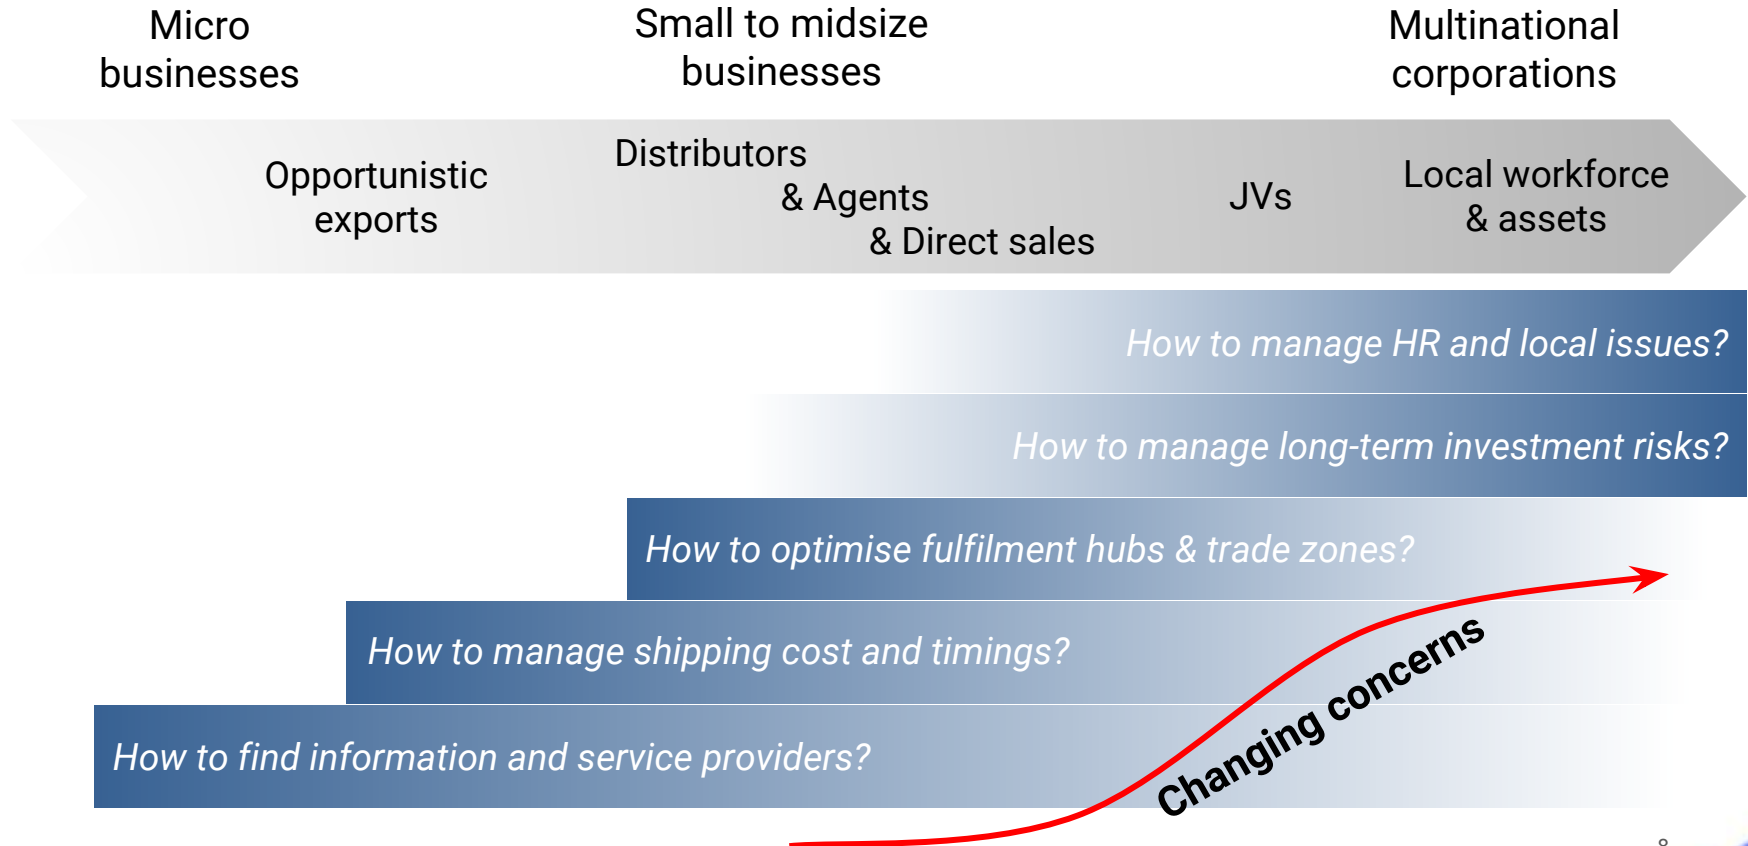 Micro
businesses
Small to midsize
businesses
Multinational
corporations
Opportunistic
exports
Distributors
& Agents
& Direct sales
JVs
Local workforce
& assets
How to manage HR and local issues?
How to manage long-term investment risks?
How to optimise fulfilment hubs & trade zones?
How to manage shipping cost and timings?
How to find information and service providers?
Changing concerns